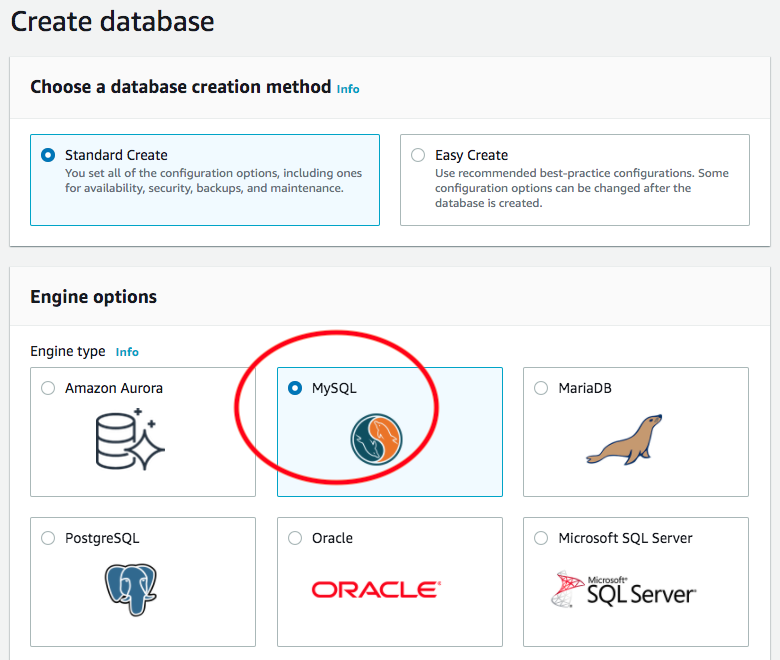 Create database
Choose a database creation method Info
Standard Create
You set all of the configuration options, including ones
for availability, security, backups, and maintenance.
Easy Create
Use recommended best-practice configurations. Some
configuration options can be changed after the
database is created.
Engine options
Engine type Info
Amazon Aurora
MySQL
MariaDB
PostgreSQL
Oracle
ORACLE
Microsoft SQL Server
Microsoft®
SQL Server